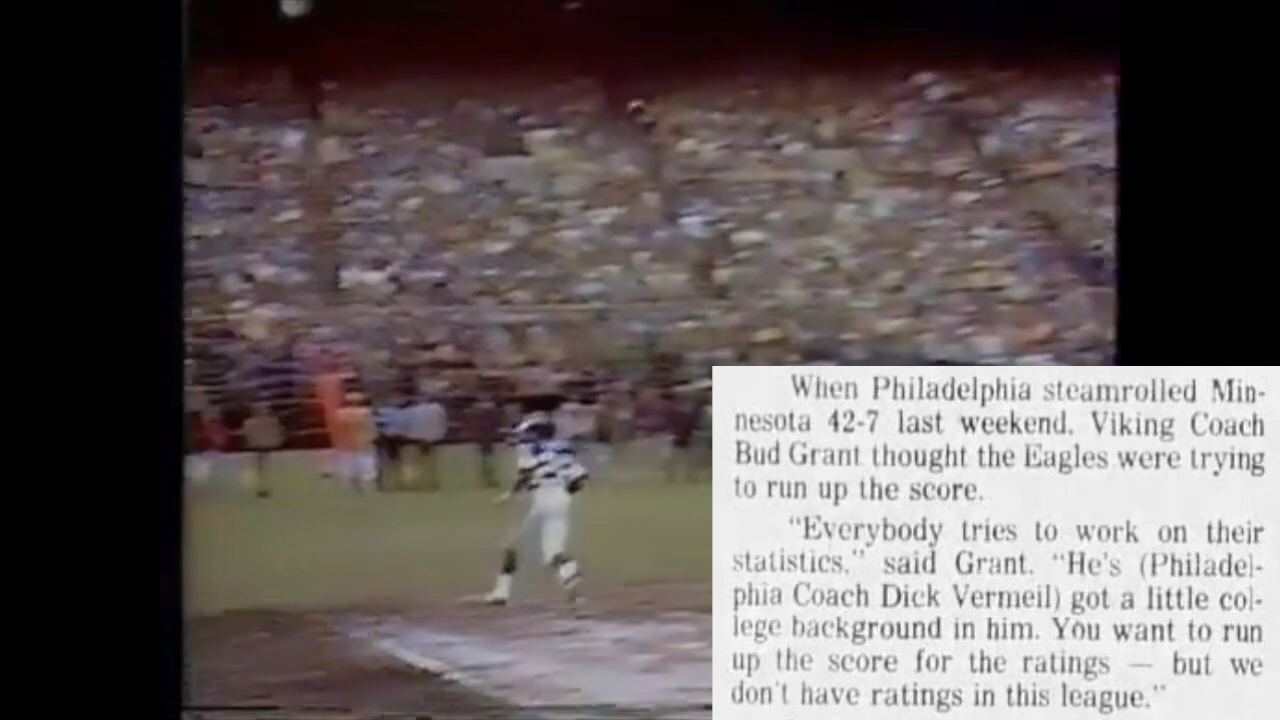 When Philadelphia steamrolled Min-
nesota 42-7 last weekend, Viking Coach
Bud Grant thought the Eagles were trying
to run up the score.
"Everybody tries to work on their
statistics," said Grant. "He's (Philadel-
phia Coach Dick Vermeil) got a little col-
lege background in him. You want to run
up the score for the ratings — but we
don't have ratings in this league."